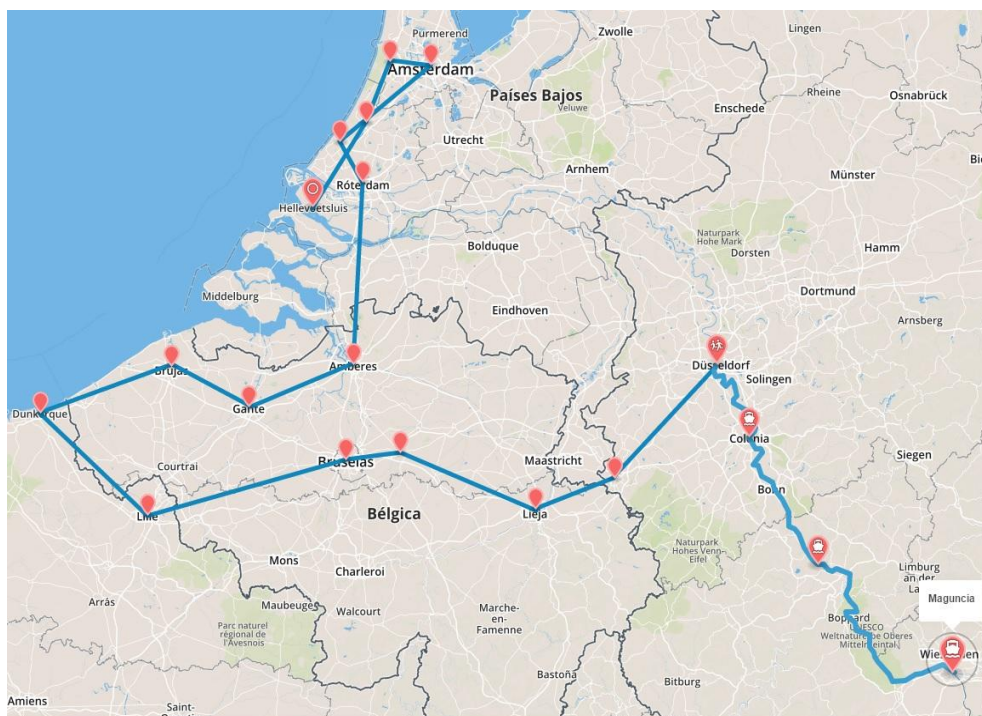 Purmerend
Zwolle
Lingen
Amsterdam
Países Bajos
Veluwe
Rheine
Osnabrück
Enschede
Utrecht
Arnhem
Münster
Róterdam
Hellevoetsluis
Naturpark
Hohe Mark
Hamm
Bolduque
Dorsten
Middelburg
Dortmund
Eindhoven
Arnsberg
Brujas
Amberes
Düsseldorf
Solingen
Dunkerque
Gante
Colonia
Courtrai
Bruselas
Maastricht
Siegen
Bonn
Lille
Lieja
Bélgica
Naturpark
Hohes Venn-
Eifel
Mons
Charleroi
Limburg
an der
Maguncia
Arrás
Maubeuge
Walcourt
Marche-
en-
Famenne
Boppard
UNESCO
Weltnaturerbe Oberes
Mittelrheintal
Parc naturel
régional de
l'Avesnois
Wiesbaden
Bastoña
Bitburg
Amiens
Saint-